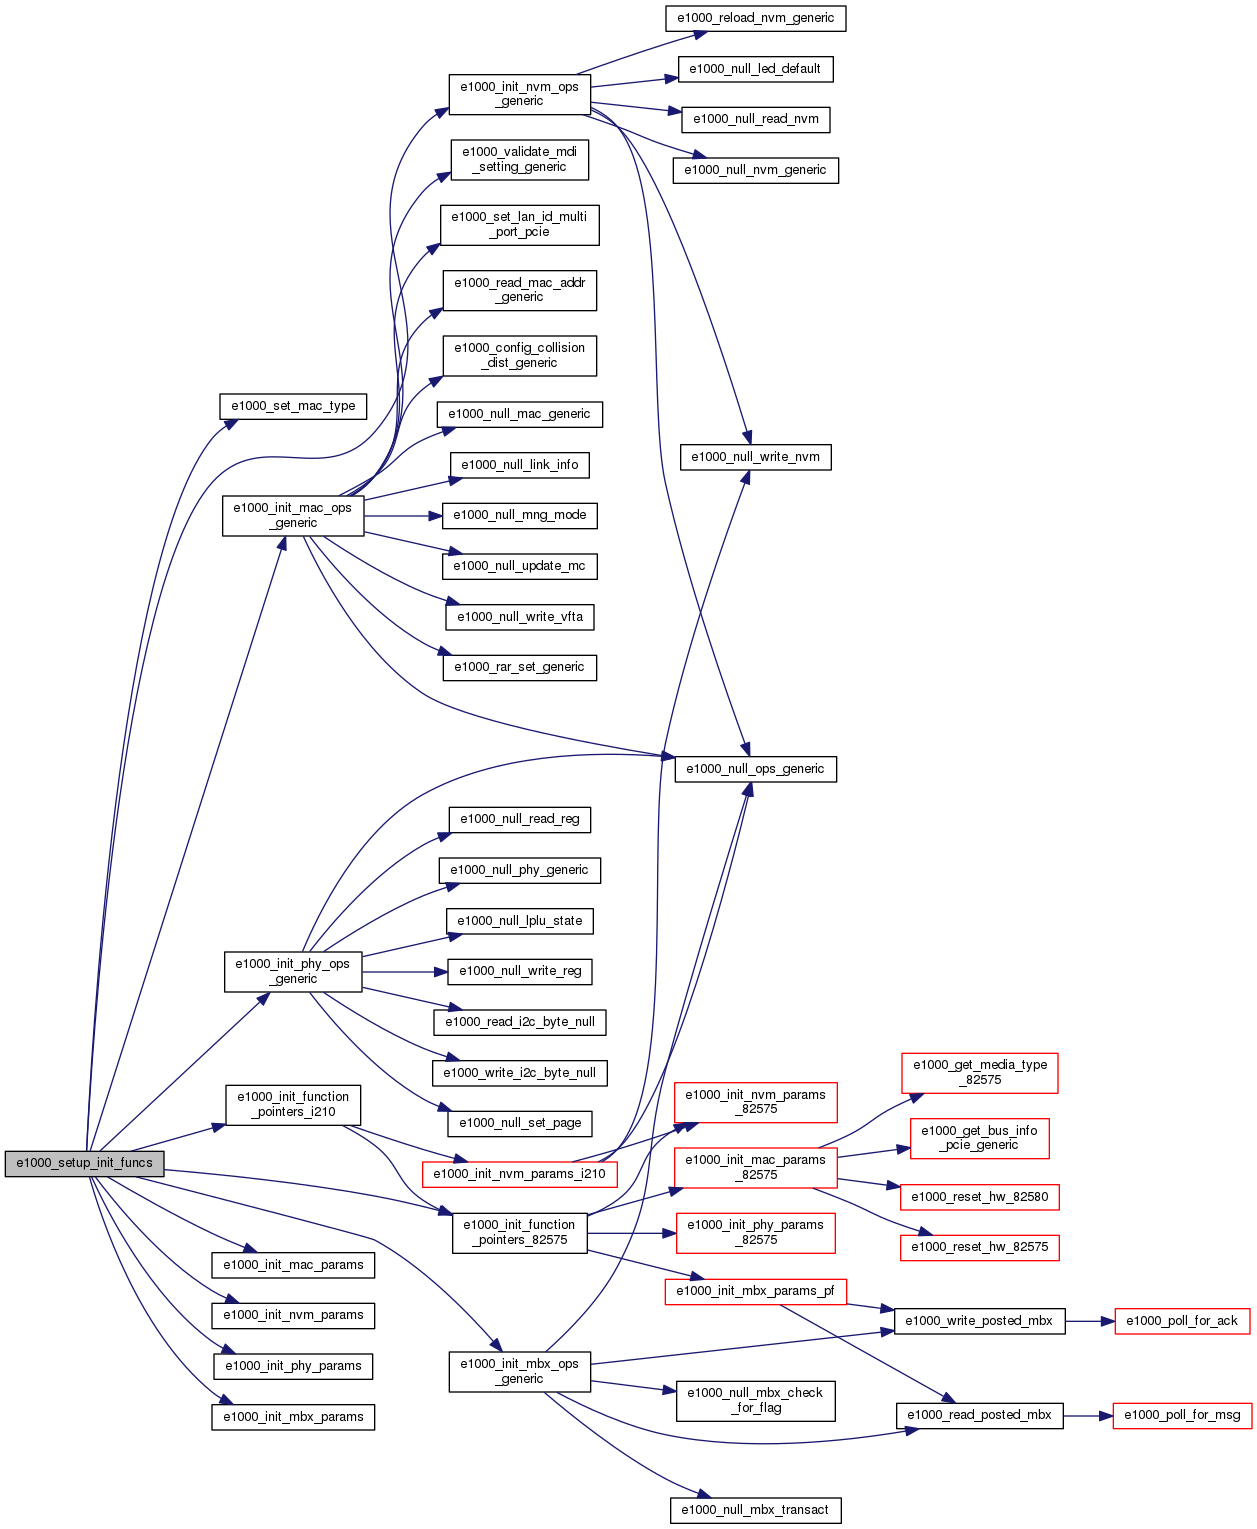 e1000_reload_nvm_generic
e1000_null_led_default
e1000_init_nvm_ops
_generic
e1000_null_read_nvm
e1000_validate_mdi
_setting_generic
e1000_null_nvm_generic
e1000_set_lan_id_multi
_port_pcie
e1000_read_mac_addr
_generic
e1000_config_collision
_dist_generic
e1000_set_mac_type
e1000_null_mac_generic
e1000_null_write_nvm
e1000_null_link_info
e1000_init_mac_ops
_generic
e1000_null_mng_mode
e1000_null_update_mc
e1000_null_write_vfta
e1000_rar_set_generic
e1000_null_ops_generic
e1000_null_read_reg
e1000_null_phy_generic
e1000_null_lplu_state
e1000_init_phy_ops
_generic
e1000_null_write_reg
e1000_read_i2c_byte_null
e1000_write_i2c_byte_null
e1000_get_media_type
_82575
e1000_init_function
_pointers_i210
e1000_init_nvm_params
_82575
e1000_null_set_page
e1000_get_bus_info
_pcie_generic
e1000_setup_init_funcs
e1000_init_nvm_params_i210
e1000_init_mac_params
_82575
e1000_reset_hw_82580
e1000_init_function
_pointers_82575
e1000_init_phy_params
_82575
e1000_reset_hw_82575
e1000_init_mac_params
e1000_init_mbx_params_pf
e1000_init_nvm_params
e1000_write_posted_mbx
e1000_poll_for_ack
e1000_init_phy_params
e1000_init_mbx_ops
_generic
e1000_null_mbx_check
_for_flag
e1000_init_mbx_params
e1000_read_posted_mbx
e1000_poll_for_msg
e1000_null_mbx_transact